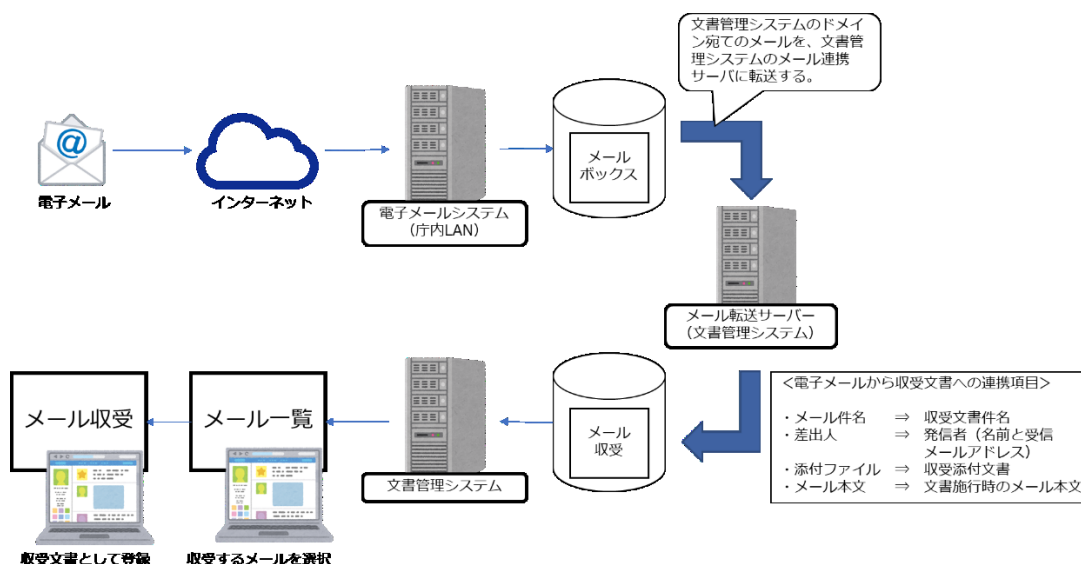 文書管理システムのドメイ
ン宛てのメールを、文書管
理システムのメール連携
サーバに転送する。
@
電子メール
インターネット
電子メールシステム
（庁内LAN）
メール
ボックス
メール転送サーバー
（文書管理システム）
＜電子メールから収受文書への連携項目＞
・メール件名 ⇒ 収受文書件名
・差出人 ⇒ 発信者（名前と受信
メールアドレス）
・添付ファイル ⇒ 収受添付文書
・メール本文 ⇒ 文書施行時のメール本文
メール
収受
文書管理システム
メール一覧
収受するメールを選択
メール収受
収受文書として登録